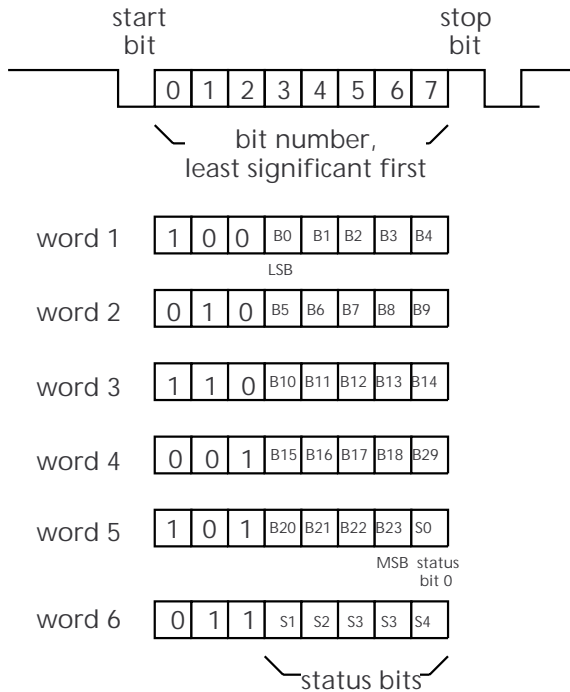 start bit
stop bit
0 1 2 3 4 5 6 7
bit number,
least significant first
word 1 1 0 0 B0 B1 B2 B3 B4
LSB
word 2 0 1 0 B5 B6 B7 B8 B9
word 3 1 1 0 B10 B11 B12 B13 B14
word 4 0 0 1 B15 B16 B17 B18 B29
word 5 1 0 1 B20 B21 B22 B23 S0
MSB status
bit 0
word 6 0 1 1 S1 S2 S3 S3 S4
status bits